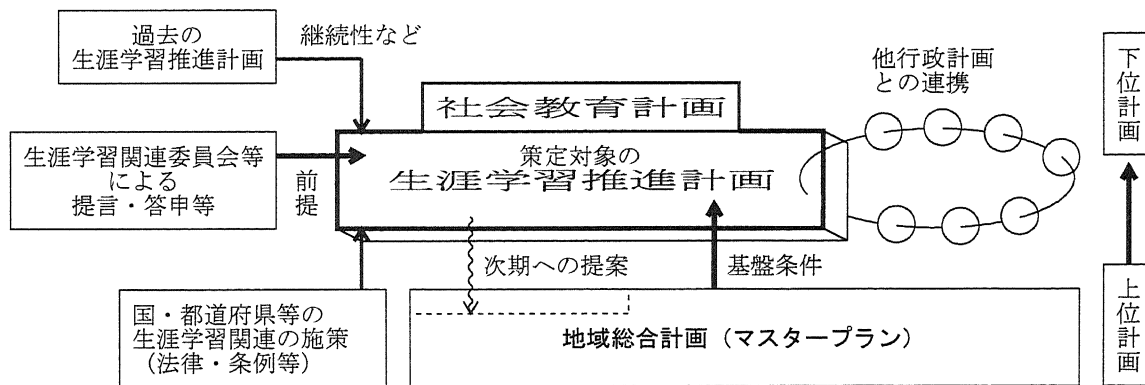 過去の
生涯学習推進計画
継続性など
社会教育計画
他行政計画
との連携
下位計画
生涯学習関連委員会等
による
提言・答申等
前提
策定対象の
生涯学習推進計画
次期への提案
基盤条件
国・都道府県等の
生涯学習関連の施策
(法律・条例等)
地域総合計画(マスタープラン)
上位計画